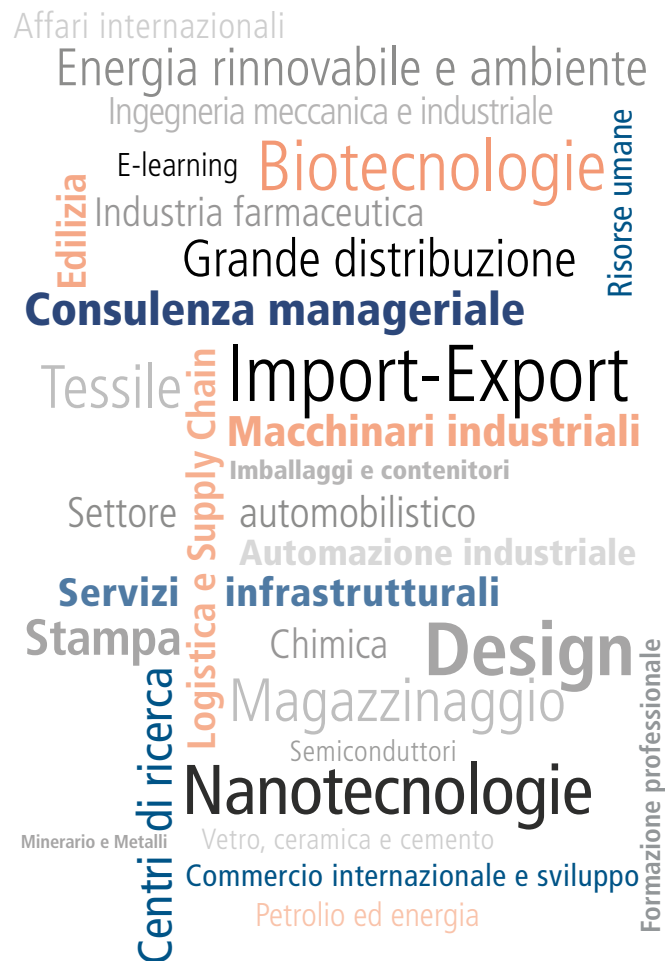 Affari internazionali
Energia rinnovabile e ambiente
Ingegneria meccanica e industriale
E-learning
Biotecnologie
Risorse umane
Edilizia
Industria farmaceutica
Grande distribuzione
Consulenza manageriale
Import-Export
Tessile
Logistica e Supply Chain
Macchinari industriali
Imballaggi e contenitori
Settore automobilistico
Automazione industriale
Servizi infrastrutturali
Stampa
Chimica
Design
Magazzinaggio
Centri di ricerca
Formazione professionale
Semiconduttori
Nanotecnologie
Minerario e Metalli
Vetro, ceramica e cemento
Commercio internazionale e sviluppo
Petrolio ed energia